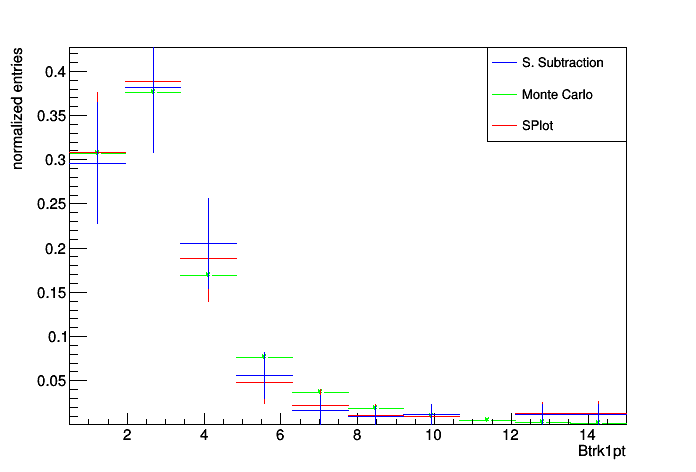 normalized entries
0.4
0.35
0.3
0.25
0.2
0.15
0.1
0.05
S. Subtraction
Monte Carlo
SPlot
2 4 6 8 10 12 14
Btrk1pt